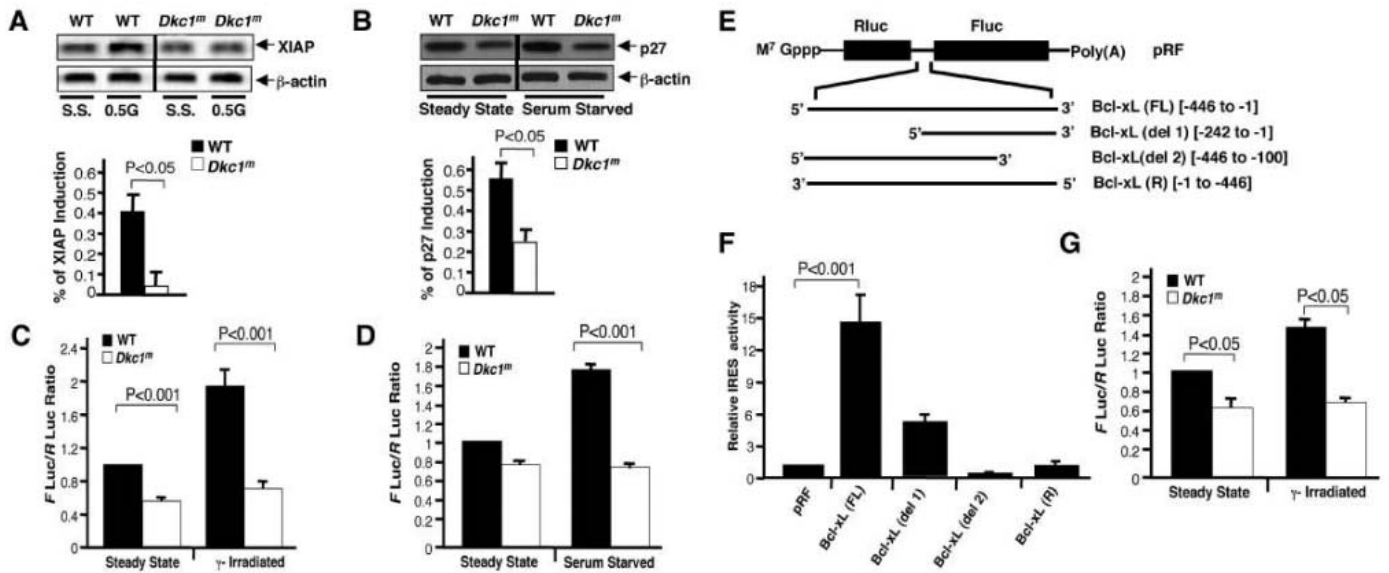 A
WT WT Dkc1ᵐ Dkc1ᵐ
XIAP
β-actin
S.S. 0.5G S.S. 0.5G
WT
Dkc1ᵐ
P<0.05
% of XIAP Induction
0.6
0.5
0.4
0.3
0.2
0.1
0
B
WT Dkc1ᵐ WT Dkc1ᵐ
p27
β-actin
Steady State Serum Starved
P<0.05
WT
Dkc1ᵐ
% of p27 Induction
0.6
0.5
0.4
0.3
0.2
0.1
0
C
WT
Dkc1ᵐ
P<0.001
P<0.001
F Luc/R Luc Ratio
2.4
2
1.6
1.2
0.8
0.4
0
Steady State γ- Irradiated
D
WT
Dkc1ᵐ
P<0.001
F Luc/R Luc Ratio
2
1.8
1.6
1.4
1.2
1
0.8
0.6
0.4
0.2
0
Steady State Serum Starved
E
Rluc Fluc
M⁷ Gppp Poly(A) pRF
5’ 3’ Bcl-xL (FL) [-446 to -1]
5’ 3’ Bcl-xL (del 1) [-242 to -1]
5’ 3’ Bcl-xL(del 2) [-446 to -100]
3’ 5’ Bcl-xL (R) [-1 to -446]
F
P<0.001
Relative IRES activity
18
15
12
9
6
3
0
pRF
Bcl-xL (FL)
Bcl-xL (del 1)
Bcl-xL (del 2)
Bcl-xL (R)
G
WT
Dkc1ᵐ
P<0.05
P<0.05
F Luc/R Luc Ratio
2
1.8
1.6
1.4
1.2
1
0.8
0.6
0.4
0.2
0
Steady State γ- Irradiated